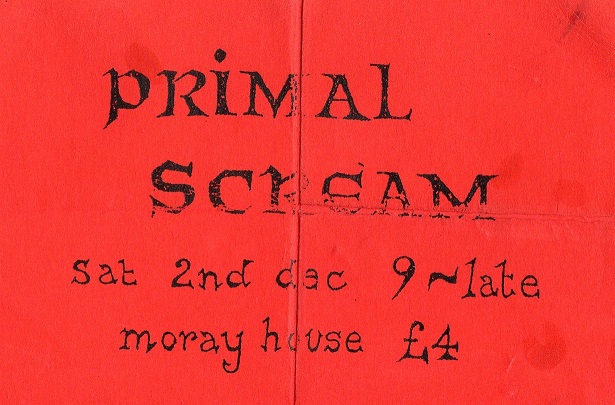 PRiMAL
SCREAM
sat 2nd dec 9~late
moray house £4